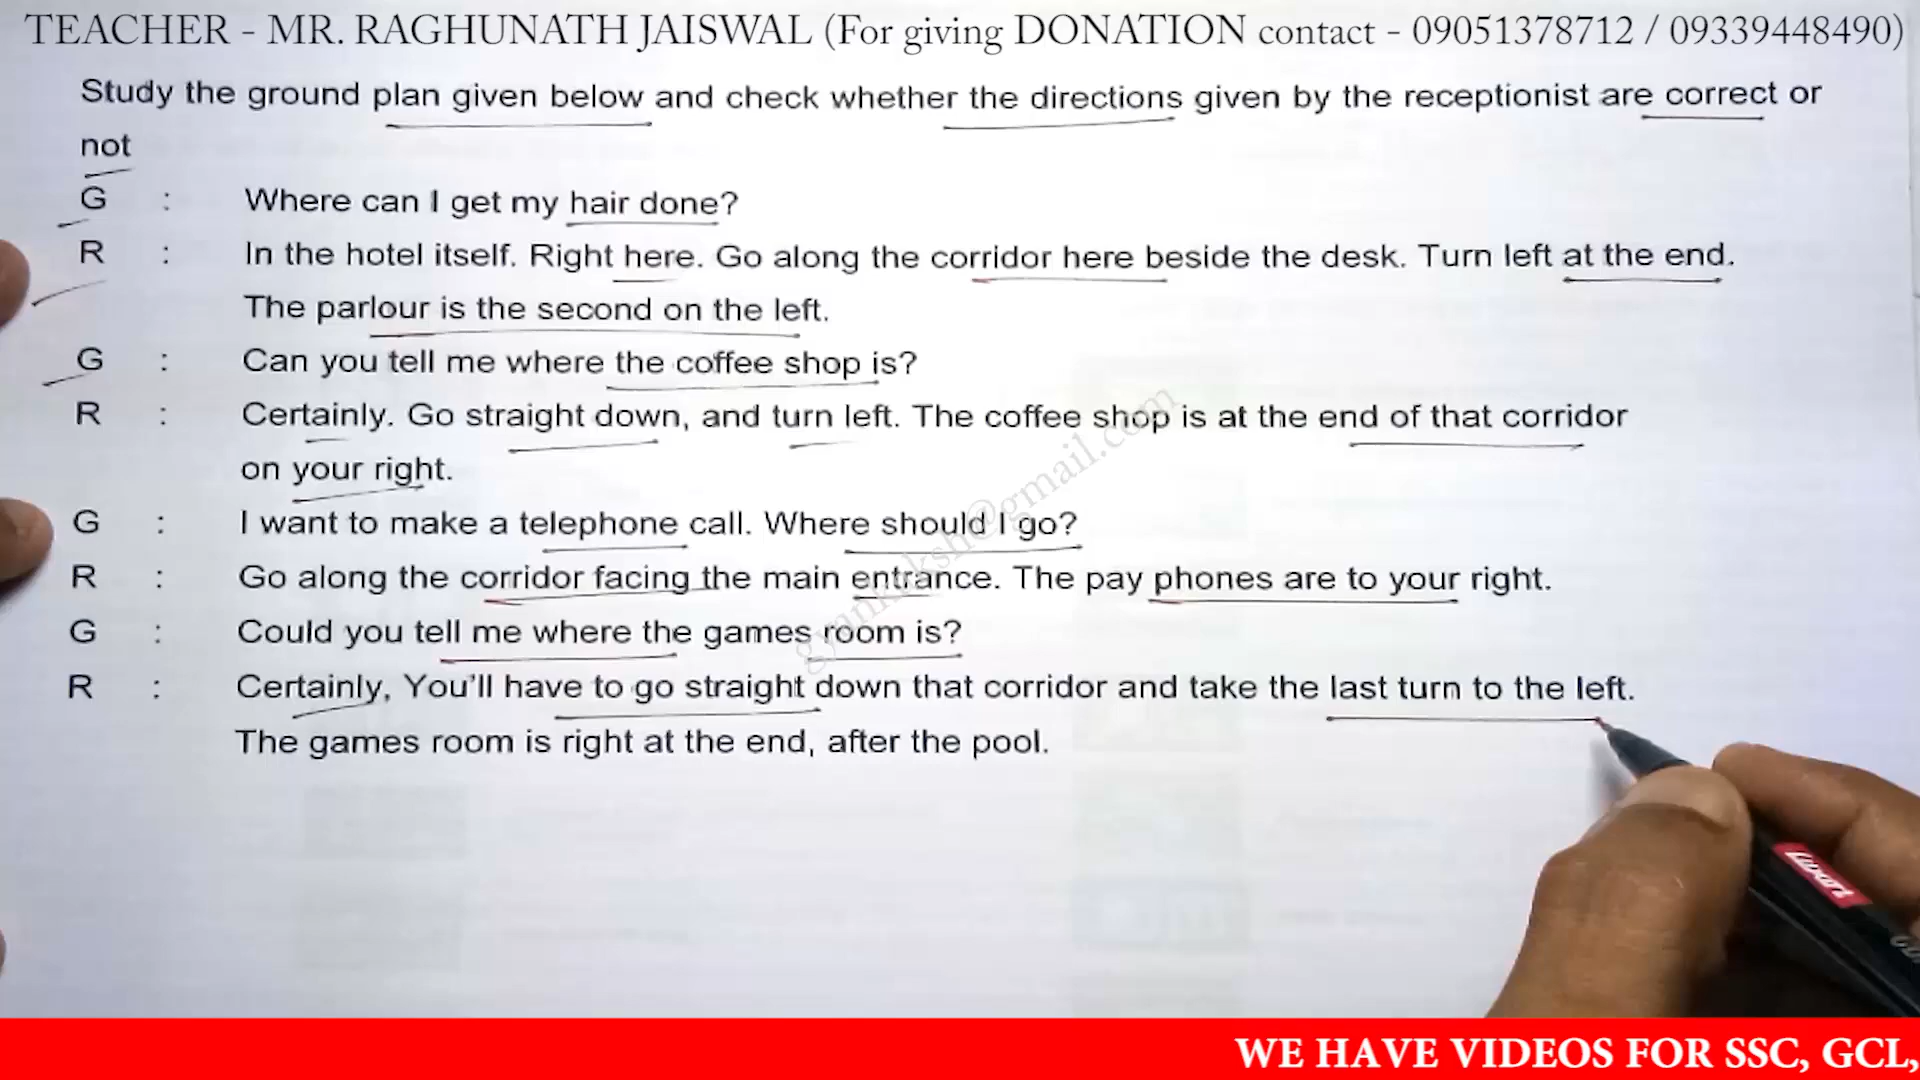 TEACHER - MR. RAGHUNATH JAISWAL (For giving DONATION contact - 09051378712 / 09339448490)
Study the ground plan given below and check whether the directions given by the receptionist are correct or
not
G : Where can I get my hair done?
R : In the hotel itself. Right here. Go along the corridor here beside the desk. Turn left at the end.
The parlour is the second on the left.
G : Can you tell me where the coffee shop is?
R : Certainly. Go straight down, and turn left. The coffee shop is at the end of that corridor
on your right.
G : I want to make a telephone call. Where should I go?
R : Go along the corridor facing the main entrance. The pay phones are to your right.
G : Could you tell me where the games room is?
R : Certainly, You'll have to go straight down that corridor and take the last turn to the left.
The games room is right at the end, after the pool.
Luxor
WE HAVE VIDEOS FOR SSC, GCL,